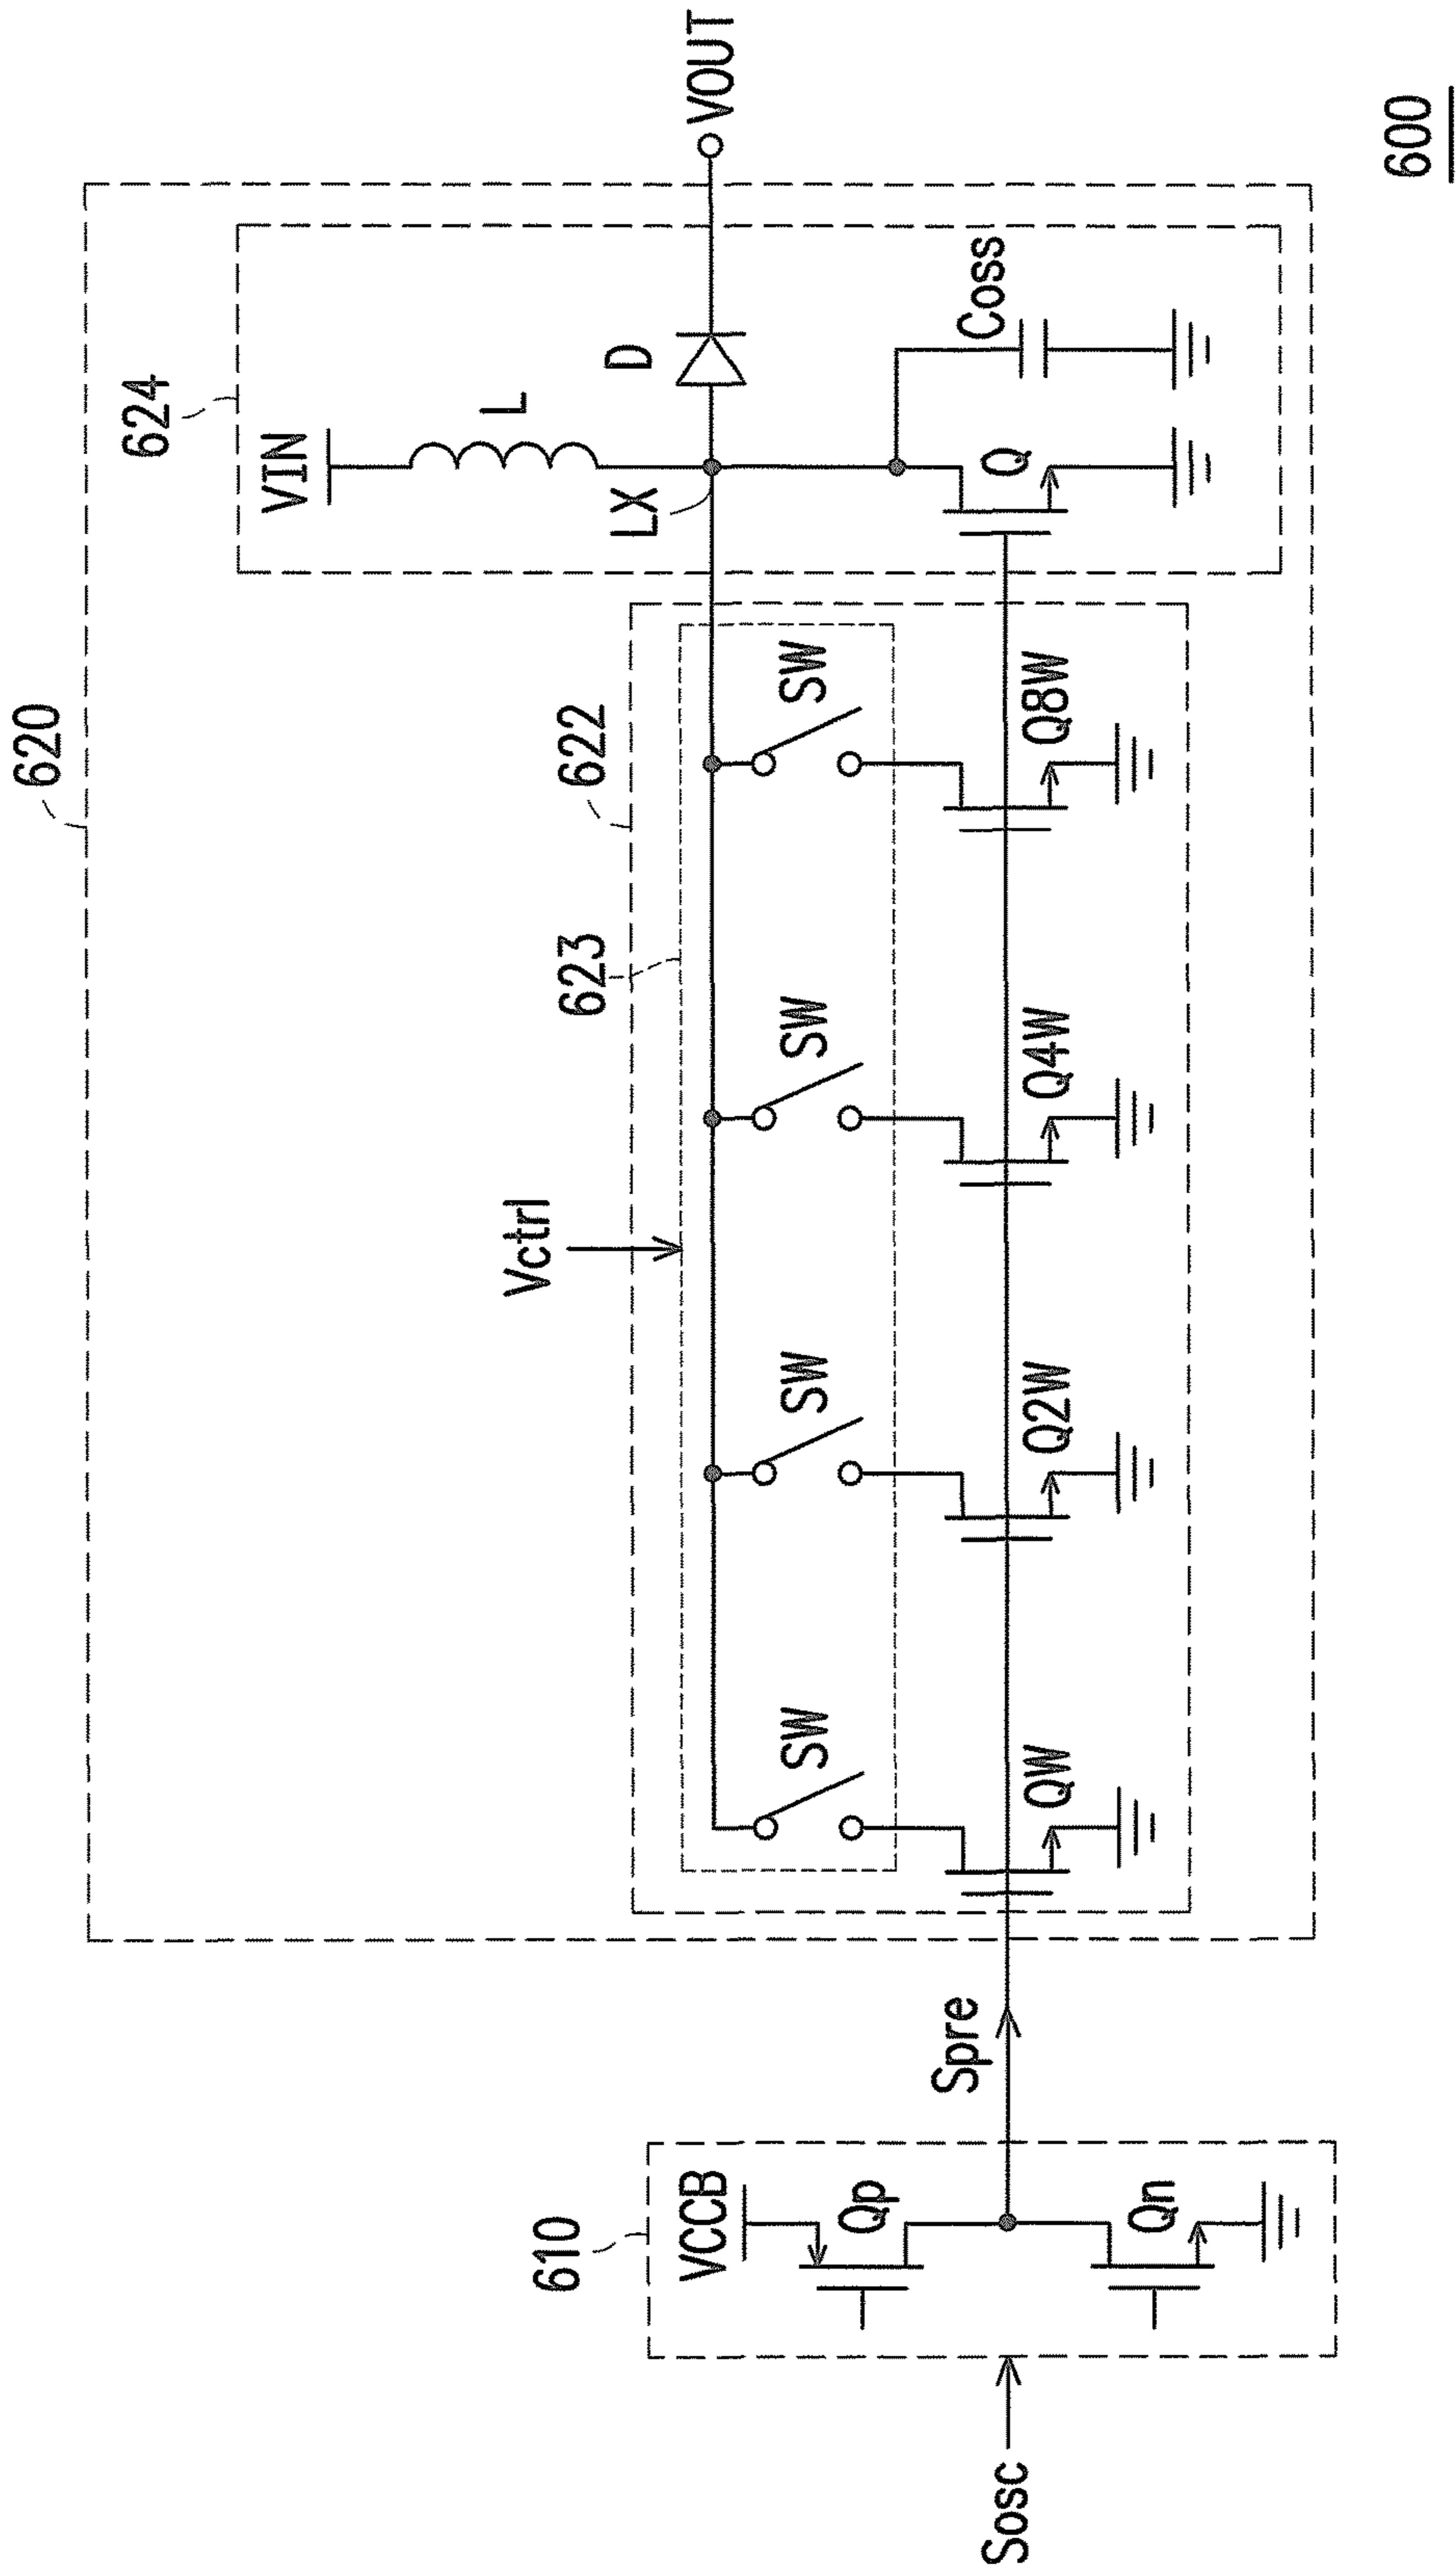 620
624
VIN
L
D
VOUT
LX
Coss
Q
622
623
Vctrl
SW
SW
SW
SW
QW
Q2W
Q4W
Q8W
610
VCCB
Qp
Qn
Spre
Sosc
600